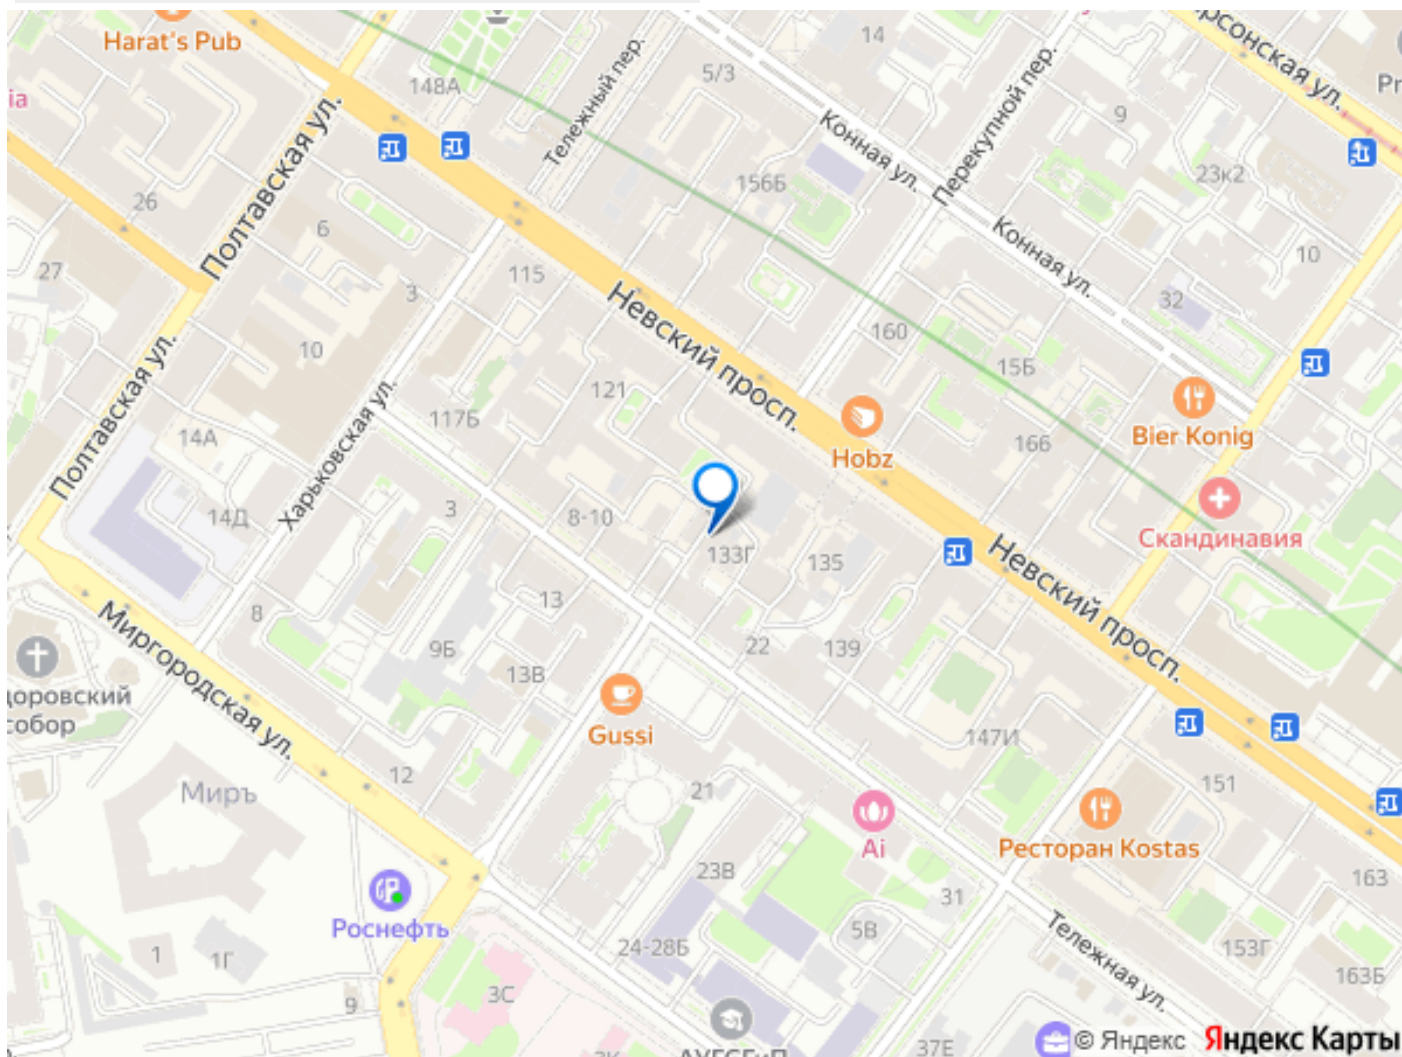 Harat's Pub
148А
Тележный пер.
5/3
14
Перекупной пер.
Конная ул.
9
Pr
ia
Полтавская ул.
26
6
156Б
23к2
27
3
115
Невский просп.
Конная ул.
10
32
10
160
15Б
121
117Б
Полтавская ул.
14А
Харьковская ул.
Hobz
166
Bier Konig
14Д
3
8-10
133Г
135
Невский просп.
Скандинавия
8
13
9Б
13В
22
139
доровский
собор
Миргородская ул.
Gussi
147И
151
Миръ
12
21
Ai
Ресторан Kostas
23В
163
Роснефть
31
5В
24-28Б
Тележная ул.
153Г
163Б
1
1Г
9
3С
37Е
© Яндекс Яндекс Карты